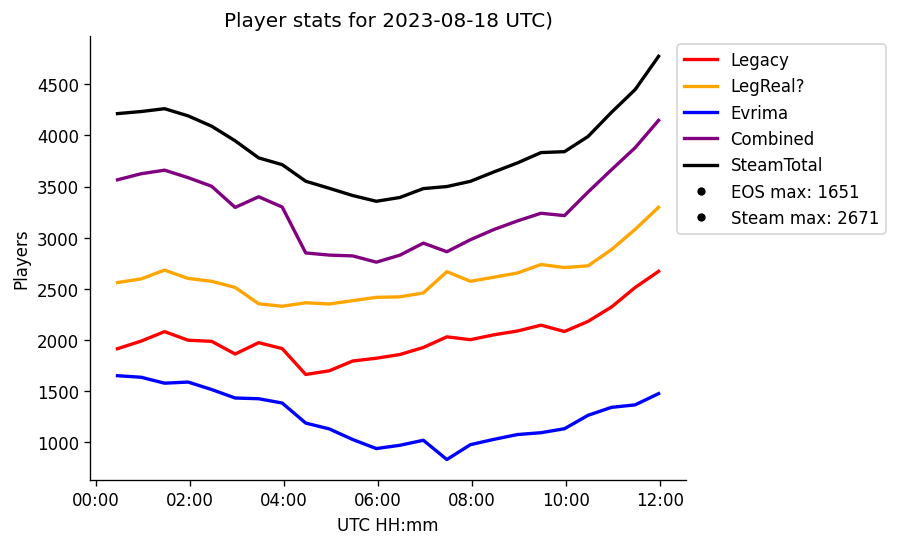 Player stats for 2023-08-18 UTC)
Legacy
LegReal?
Evrima
Combined
SteamTotal
EOS max: 1651
Steam max: 2671
Players
4500
4000
3500
3000
2500
2000
1500
1000
00:00 02:00 04:00 06:00 08:00 10:00 12:00
UTC HH:mm